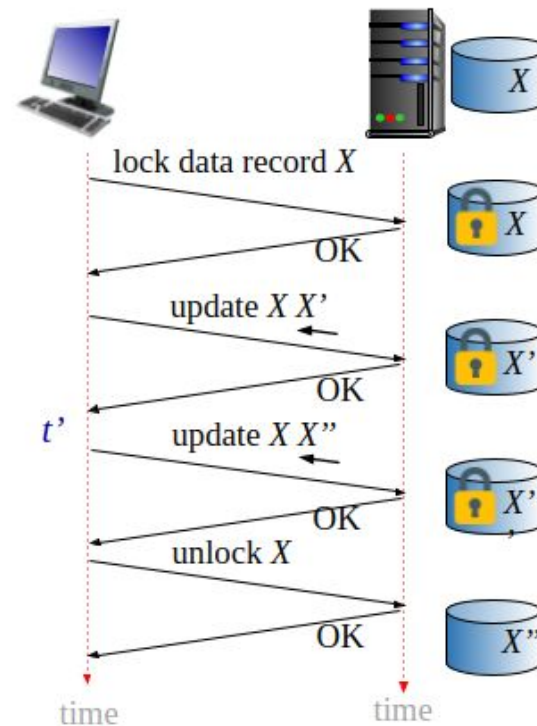 X
lock data record X
X
OK
update X X’
X’
OK
t’
update X X”
X’
’
OK
unlock X
OK
X”
time
time